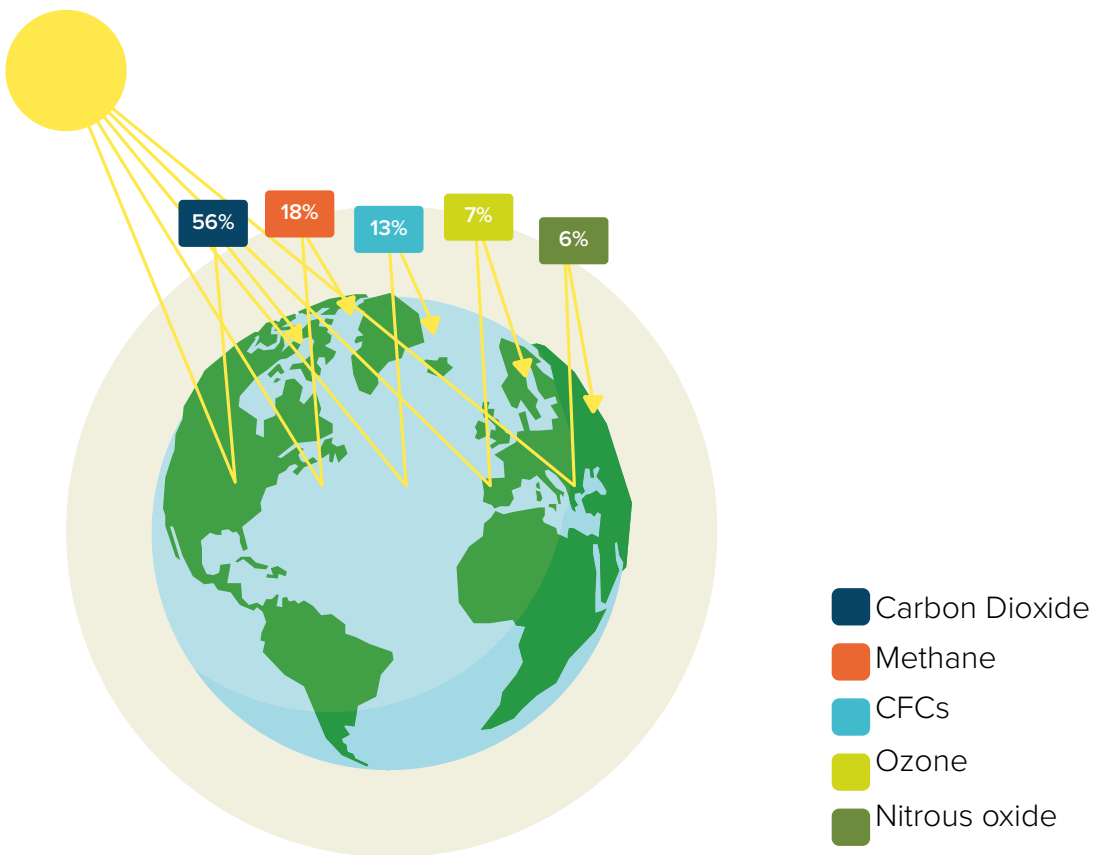 56%
18%
13%
7%
6%
Carbon Dioxide
Methane
CFCs
Ozone
Nitrous oxide